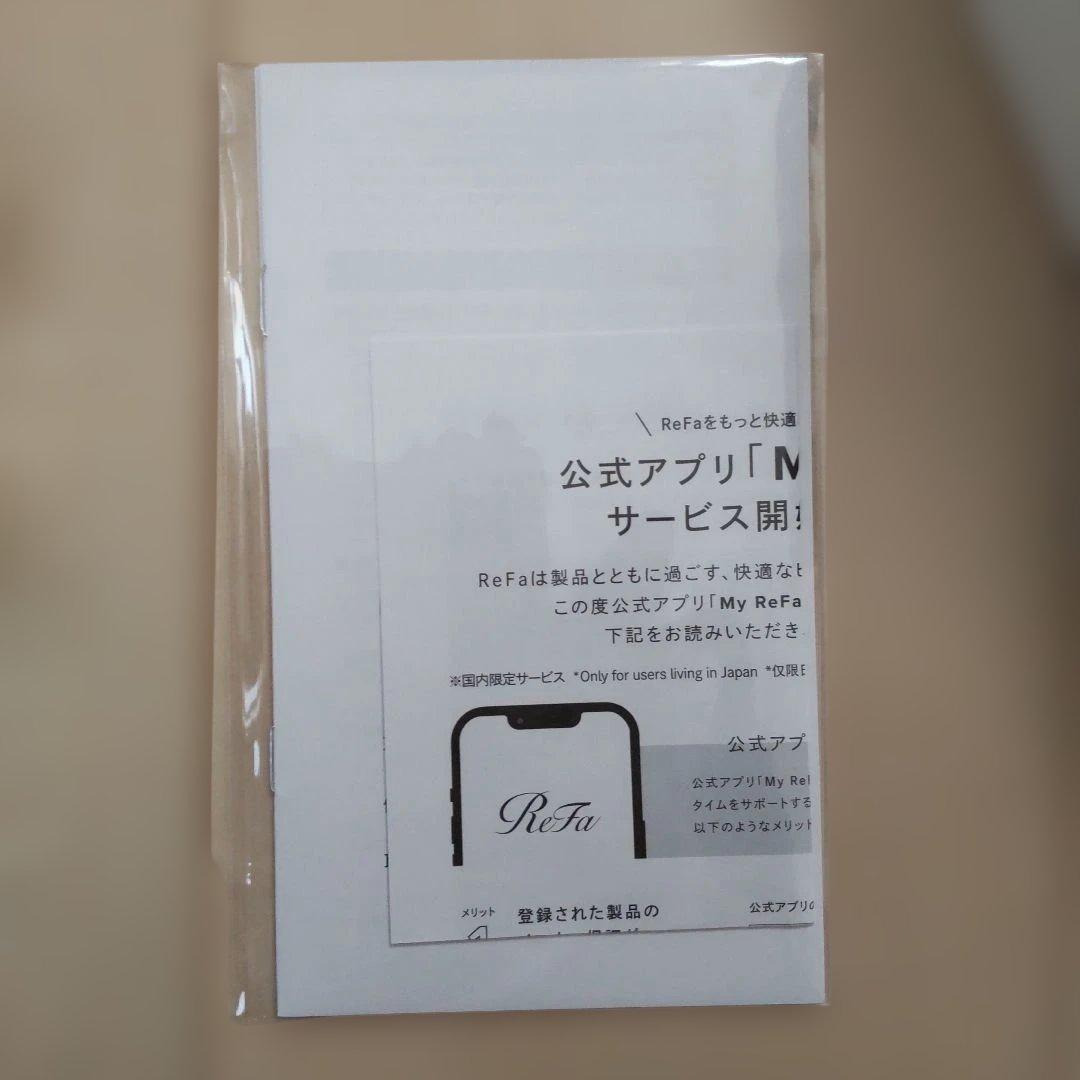 ReFaをもっと快適
公式アプリ「M
サービス開
ReFaは製品とともに過ごす、快適な
この度公式アプリ「My ReFa
下記をお読みいただき
※国内限定サービス *Only for users living in Japan *仅限
公式アプ
公式アプリ「My Re
タイムをサポートする
以下のようなメリッ
ReFa
メリット
登録された製品の
公式アプリの